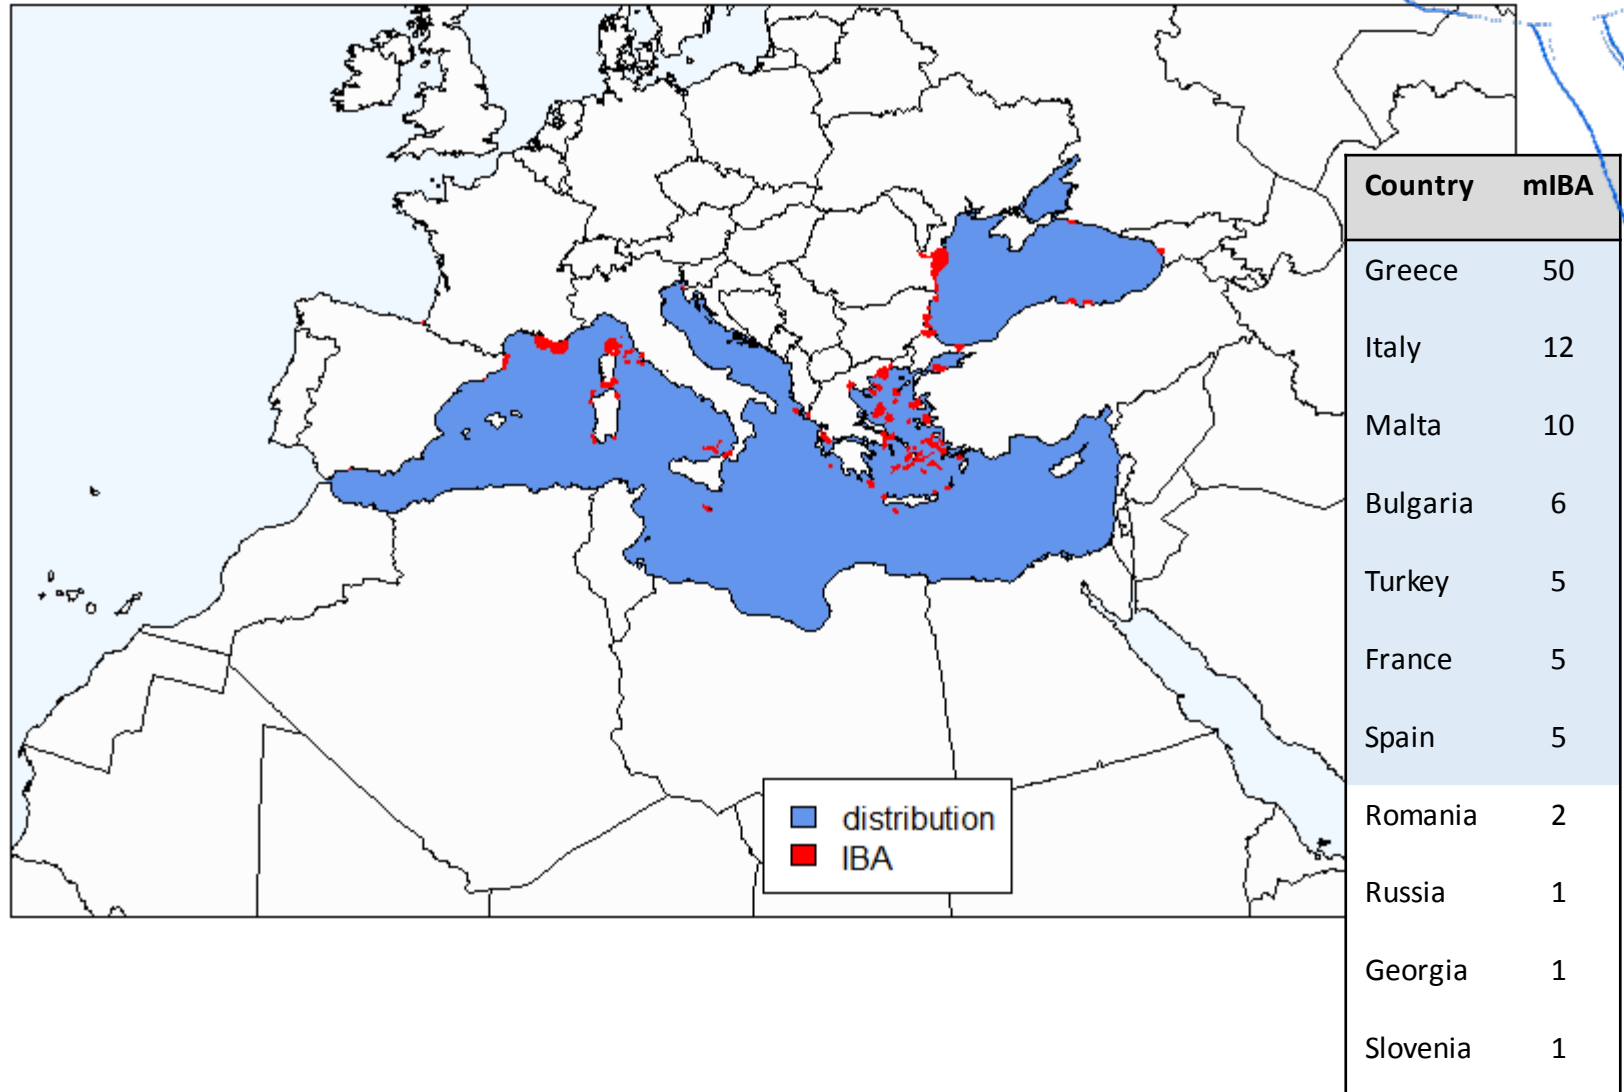 Country mIBA
Greece 50
Italy 12
Malta 10
Bulgaria 6
Turkey 5
France 5
Spain 5
Romania 2
Russia 1
Georgia 1
Slovenia 1
distribution
IBA